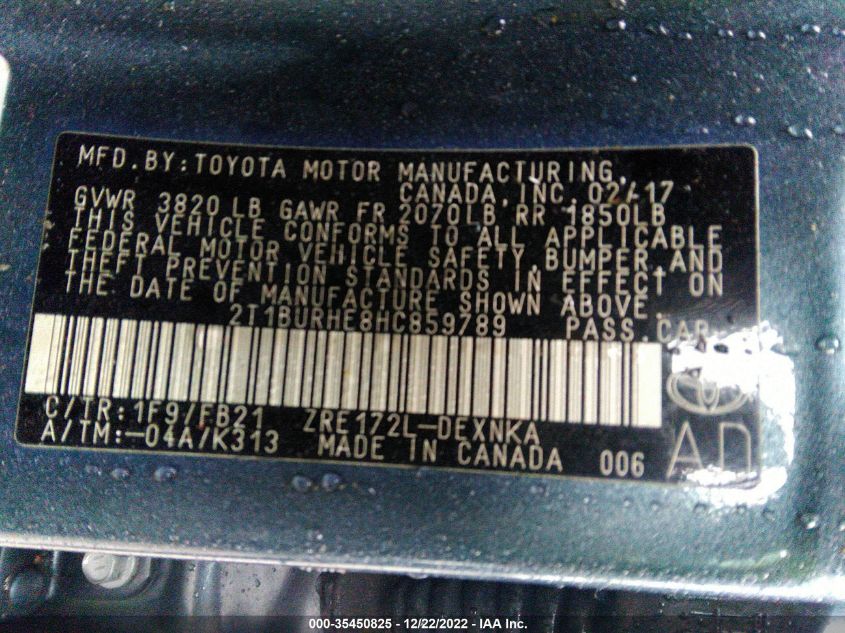 MFD.BY:TOYOTA MOTOR MANUFACTURING,
CANADA,INC. 02/17
GVWR 3820 LB GAWR FR 2070LB RR 1850LB
THIS VEHICLE CONFORMS TO ALL APPLICABLE
FEDERAL MOTOR VEHICLE SAFETY,BUMPER AND
THEFT PREVENTION STANDARDS IN EFFECT ON
THE DATE OF MANUFACTURE SHOWN ABOVE.
2T1BURHE8HC859789 PASS.CAR
C/TR:1F9/FB21 ZRE172L-DEXNKA
A/TM:-04A/K313 MADE IN CANADA 006 AD
000-35450825 - 12/22/2022 - IAA Inc.